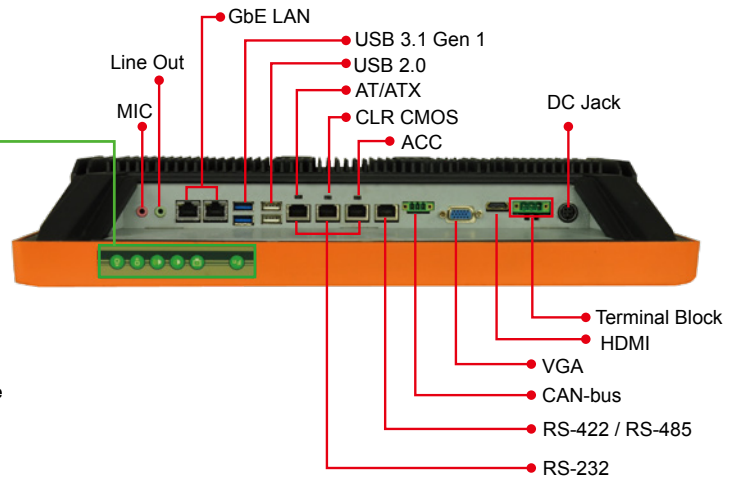 GbE LAN
USB 3.1 Gen 1
Line Out
USB 2.0
AT/ATX
MIC
DC Jack
CLR CMOS
ACC
Terminal Block
HDMI
VGA
e
CAN-bus
RS-422 / RS-485
RS-232